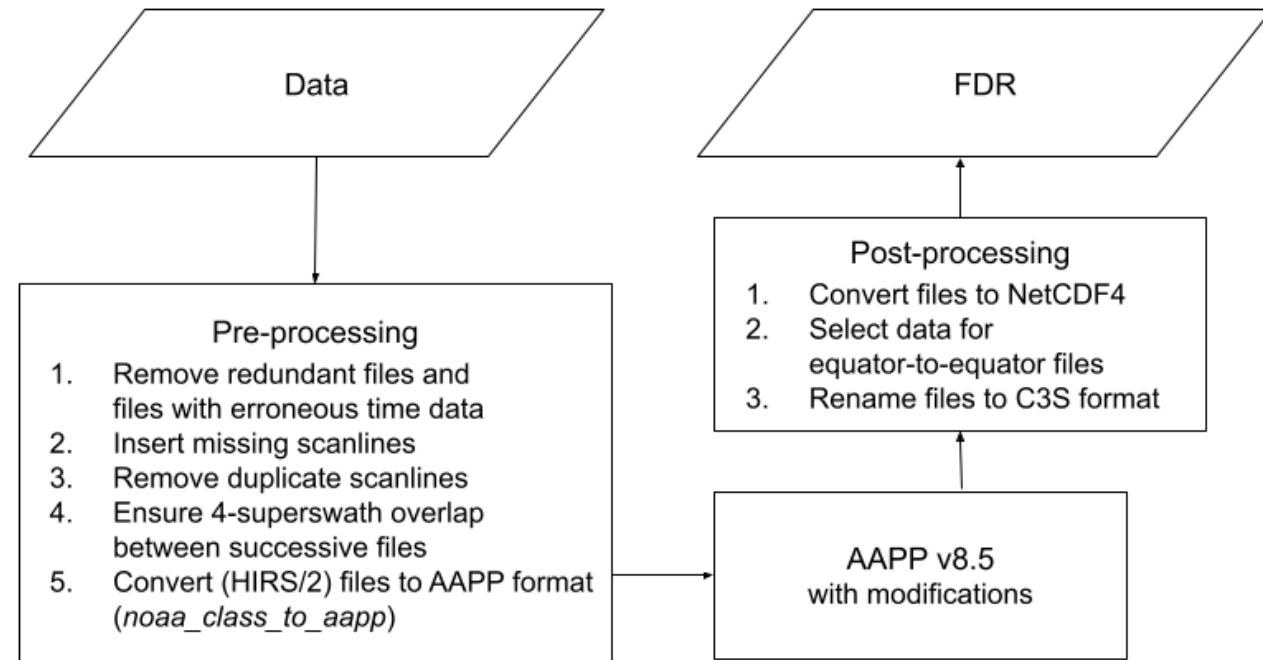 Data
Pre-processing
1. Remove redundant files and
files with erroneous time data
2. Insert missing scanlines
3. Remove duplicate scanlines
4. Ensure 4-superswath overlap
between successive files
5. Convert (HIRS/2) files to AAPP format
(noaa_class_to_aapp)
AAPP v8.5
with modifications
Post-processing
1. Convert files to NetCDF4
2. Select data for
equator-to-equator files
3. Rename files to C3S format
FDR